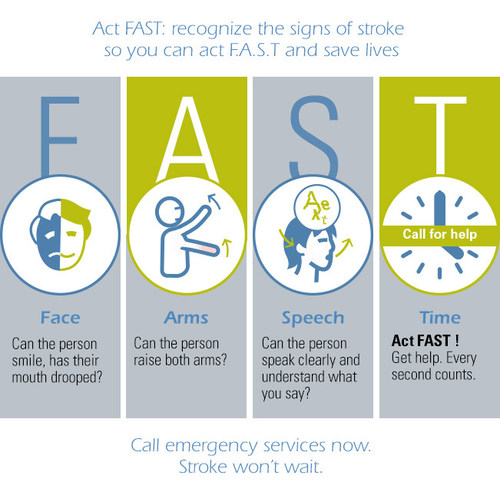 Act FAST: recognize the signs of stroke
so you can act F.A.S.T and save lives
F
A
S
T
Ae
x t
Call for help
Face
Can the person
smile, has their
mouth drooped?
Arms
Can the person
raise both arms?
Speech
Can the person
speak clearly and
understand what
you say?
Time
Act FAST !
Get help. Every
second counts.
Call emergency services now.
Stroke won't wait.